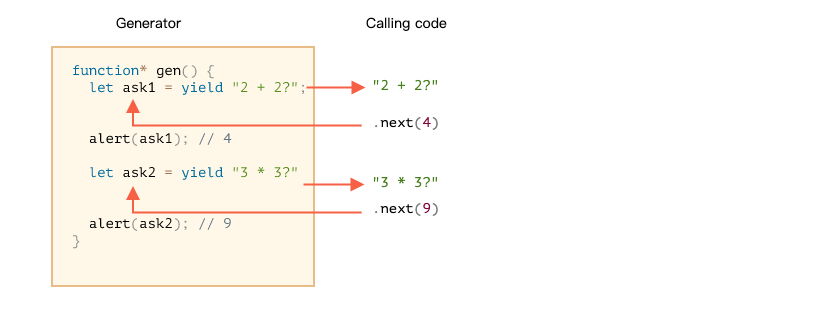 Generator
Calling code
function* gen() {
let ask1 = yield "2 + 2?";
"2 + 2?"
.next(4)
alert(ask1); // 4
let ask2 = yield "3 * 3?"
"3 * 3?"
.next(9)
alert(ask2); // 9
}